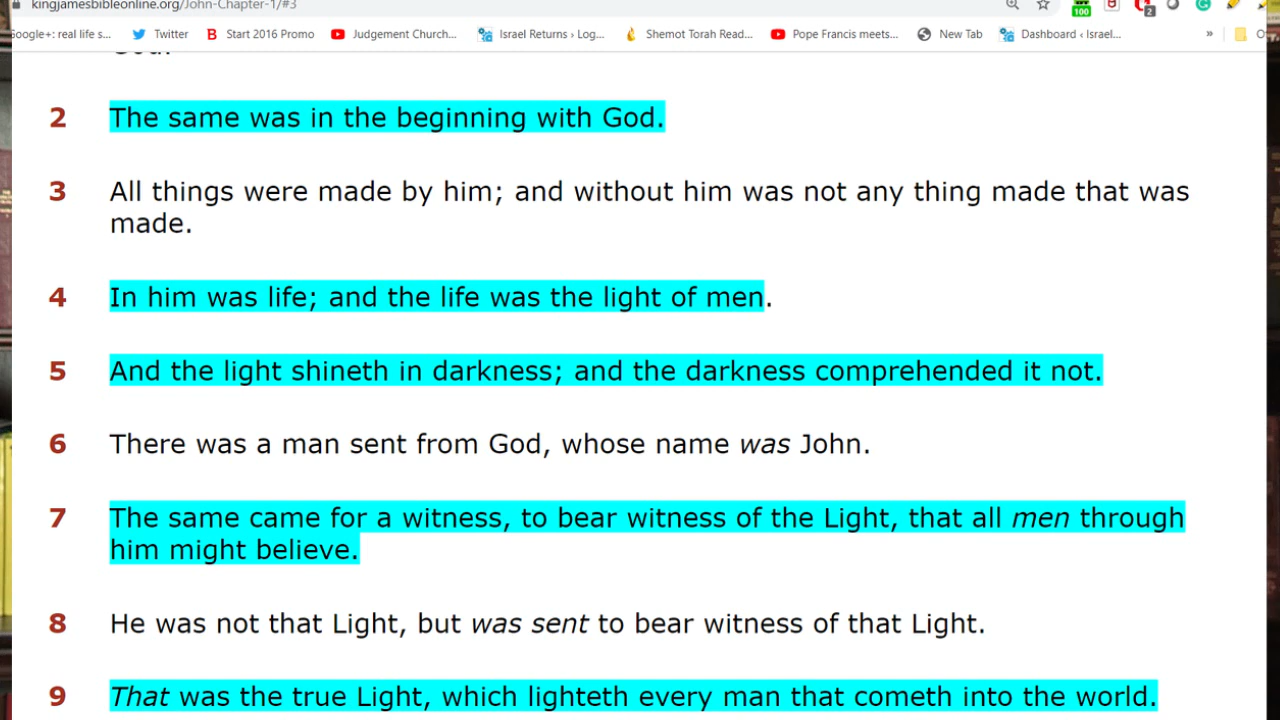 kingjamesbibleonline.org/John-Chapter-1/#3
100
2
Google+: real life s...
Twitter
B Start 2016 Promo
Judgement Church...
Israel Returns › Log...
Shemot Torah Read...
Pope Francis meets...
New Tab
Dashboard ‹ Israel...
»
God.
2 The same was in the beginning with God.
3 All things were made by him; and without him was not any thing made that was
made.
4 In him was life; and the life was the light of men.
5 And the light shineth in darkness; and the darkness comprehended it not.
6 There was a man sent from God, whose name was John.
7 The same came for a witness, to bear witness of the Light, that all men through
him might believe.
8 He was not that Light, but was sent to bear witness of that Light.
9 That was the true Light, which lighteth every man that cometh into the world.